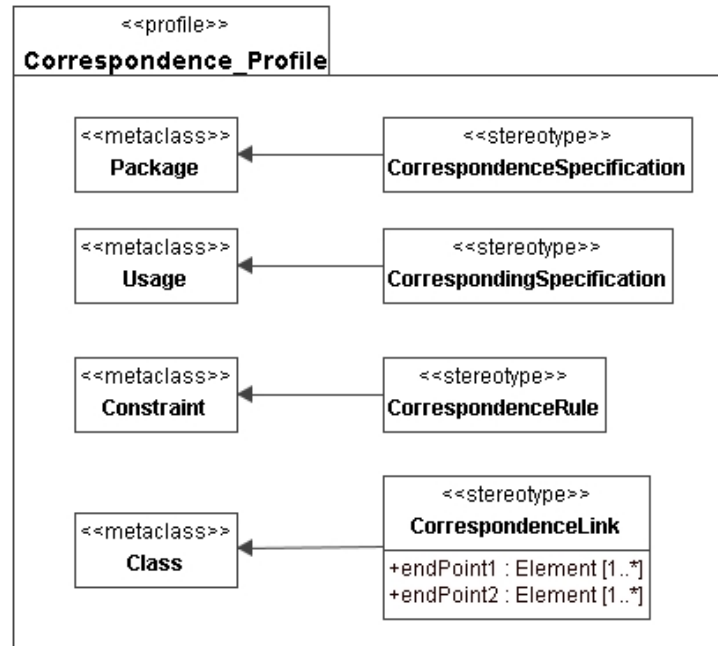 <<profile>>
Correspondence_Profile
<<metaclass>>
Package
<<stereotype>>
CorrespondenceSpecification
<<metaclass>>
Usage
<<stereotype>>
CorrespondingSpecification
<<metaclass>>
Constraint
<<stereotype>>
CorrespondenceRule
<<metaclass>>
Class
<<stereotype>>
CorrespondenceLink
+endPoint1 : Element [1..*]
+endPoint2 : Element [1..*]